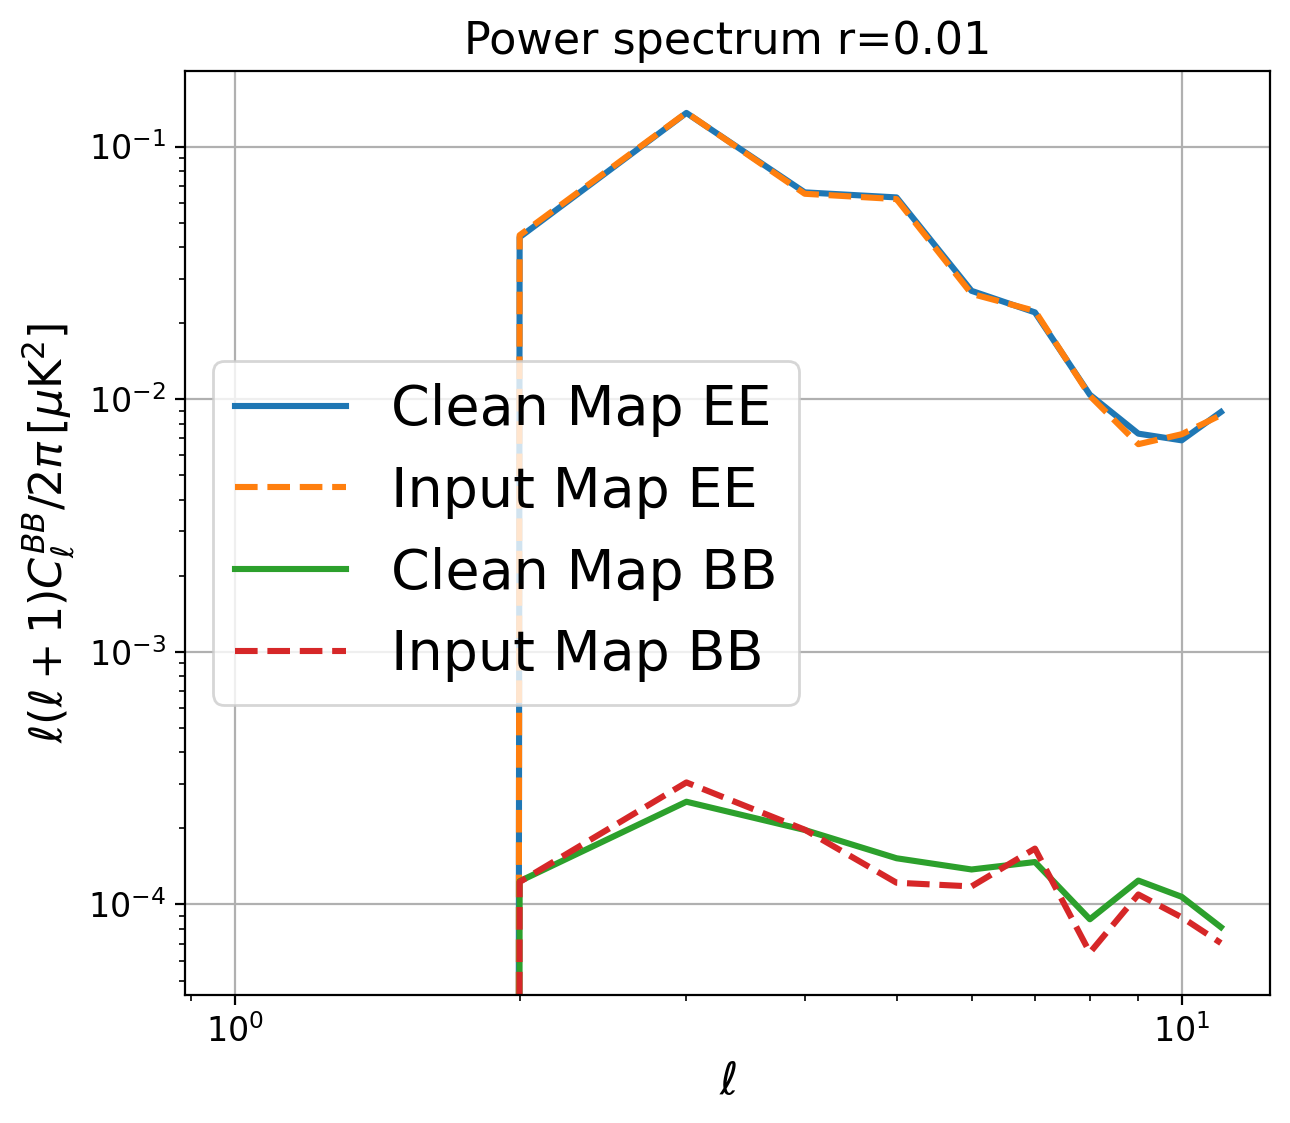 Power spectrum r=0.01
ℓ(ℓ + 1)C_ℓ^{BB}/2π [μK²]
10⁻¹
10⁻²
10⁻³
10⁻⁴
Clean Map EE
Input Map EE
Clean Map BB
Input Map BB
10⁰
10¹
ℓ